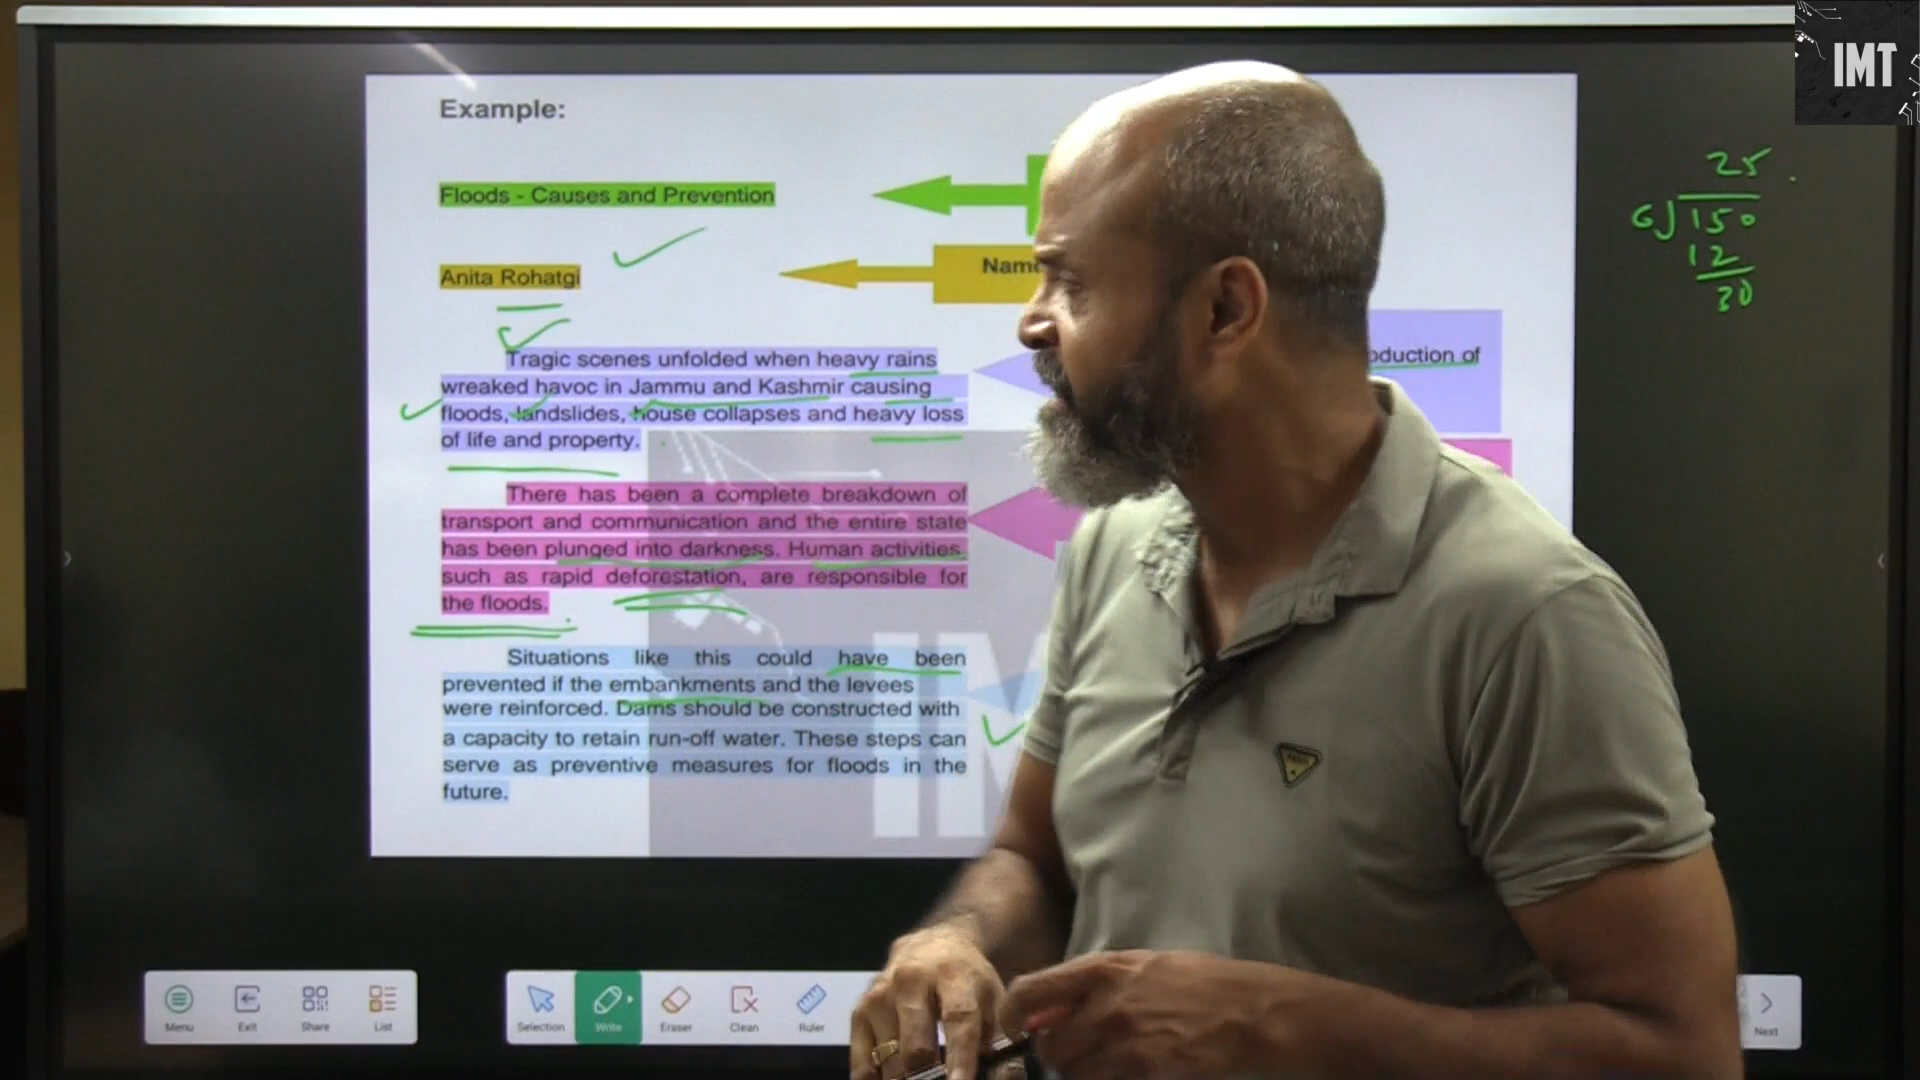 IMT
Example:
Floods - Causes and Prevention
Anita Rohatgi
Tragic scenes unfolded when heavy rains
wreaked havoc in Jammu and Kashmir causing
floods, landslides, house collapses and heavy loss
of life and property.
There has been a complete breakdown of
transport and communication and the entire state
has been plunged into darkness. Human activities,
such as rapid deforestation, are responsible for
the floods.
Situations like this could have been
prevented if the embankments and the levees
were reinforced. Dams should be constructed with
a capacity to retain run-off water. These steps can
serve as preventive measures for floods in the
future.
25
6 150
12
30
Menu Exit Share List Selection Write Eraser Clean Ruler Next